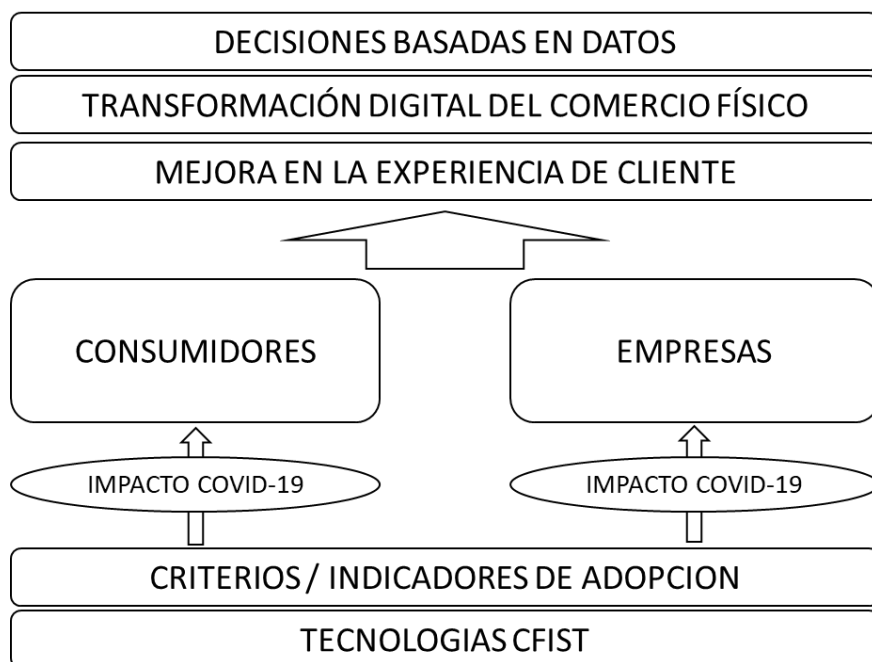 DECISIONES BASADAS EN DATOS
TRANSFORMACIÓN DIGITAL DEL COMERCIO FÍSICO
MEJORA EN LA EXPERIENCIA DE CLIENTE
CONSUMIDORES
EMPRESAS
IMPACTO COVID-19
IMPACTO COVID-19
CRITERIOS / INDICADORES DE ADOPCION
TECNOLOGIAS CFIST